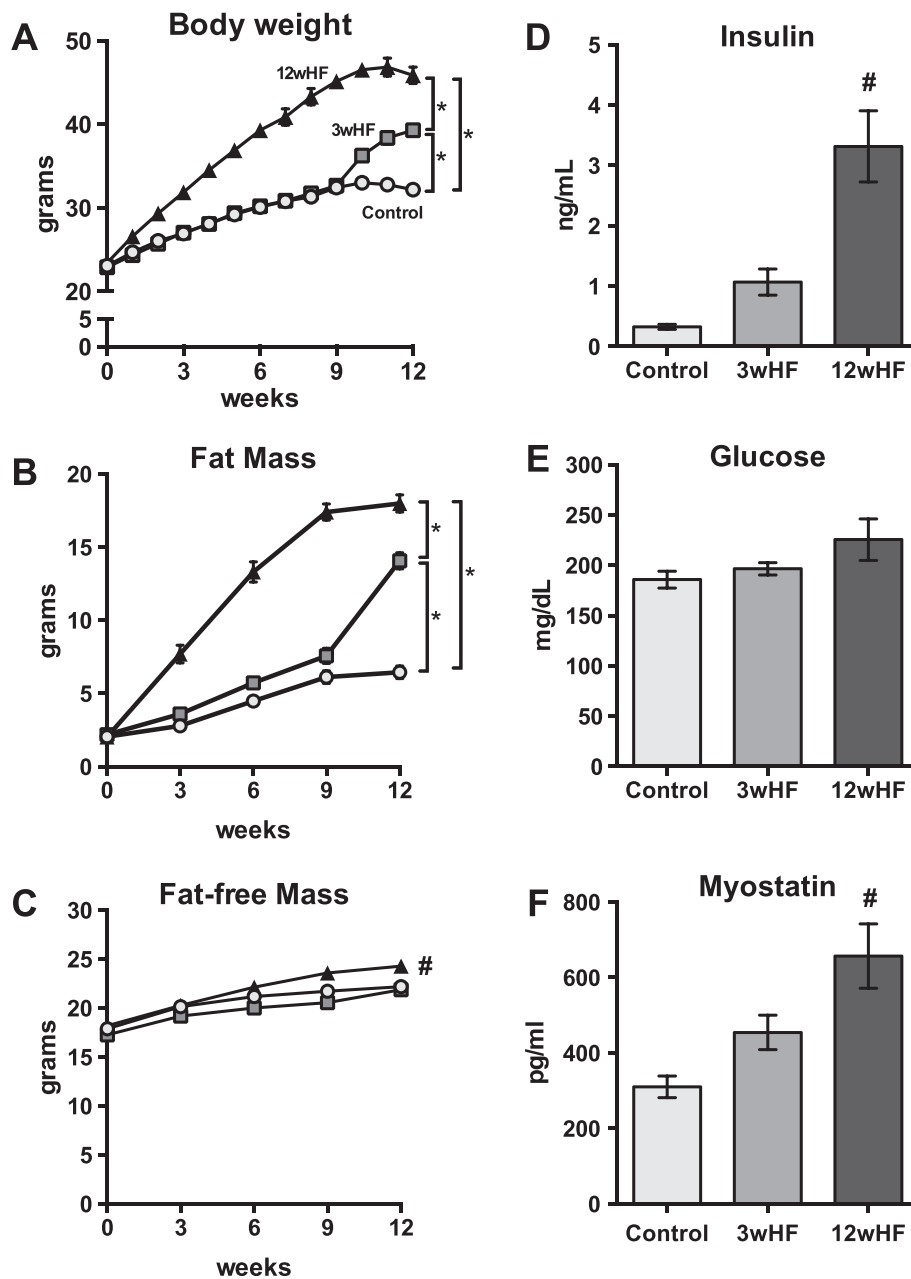 A
Body weight
50
40
30
20
5
0
grams
12wHF
3wHF
Control
*
*
*
0 3 6 9 12
weeks
B
Fat Mass
20
15
10
5
0
grams
*
*
*
0 3 6 9 12
weeks
C
Fat-free Mass
30
25
20
15
10
5
0
grams
#
0 3 6 9 12
weeks
D
Insulin
5
4
3
2
1
0
ng/mL
#
Control 3wHF 12wHF
E
Glucose
300
250
200
150
100
50
0
mg/dL
Control 3wHF 12wHF
F
Myostatin
800
600
400
200
0
pg/ml
#
Control 3wHF 12wHF